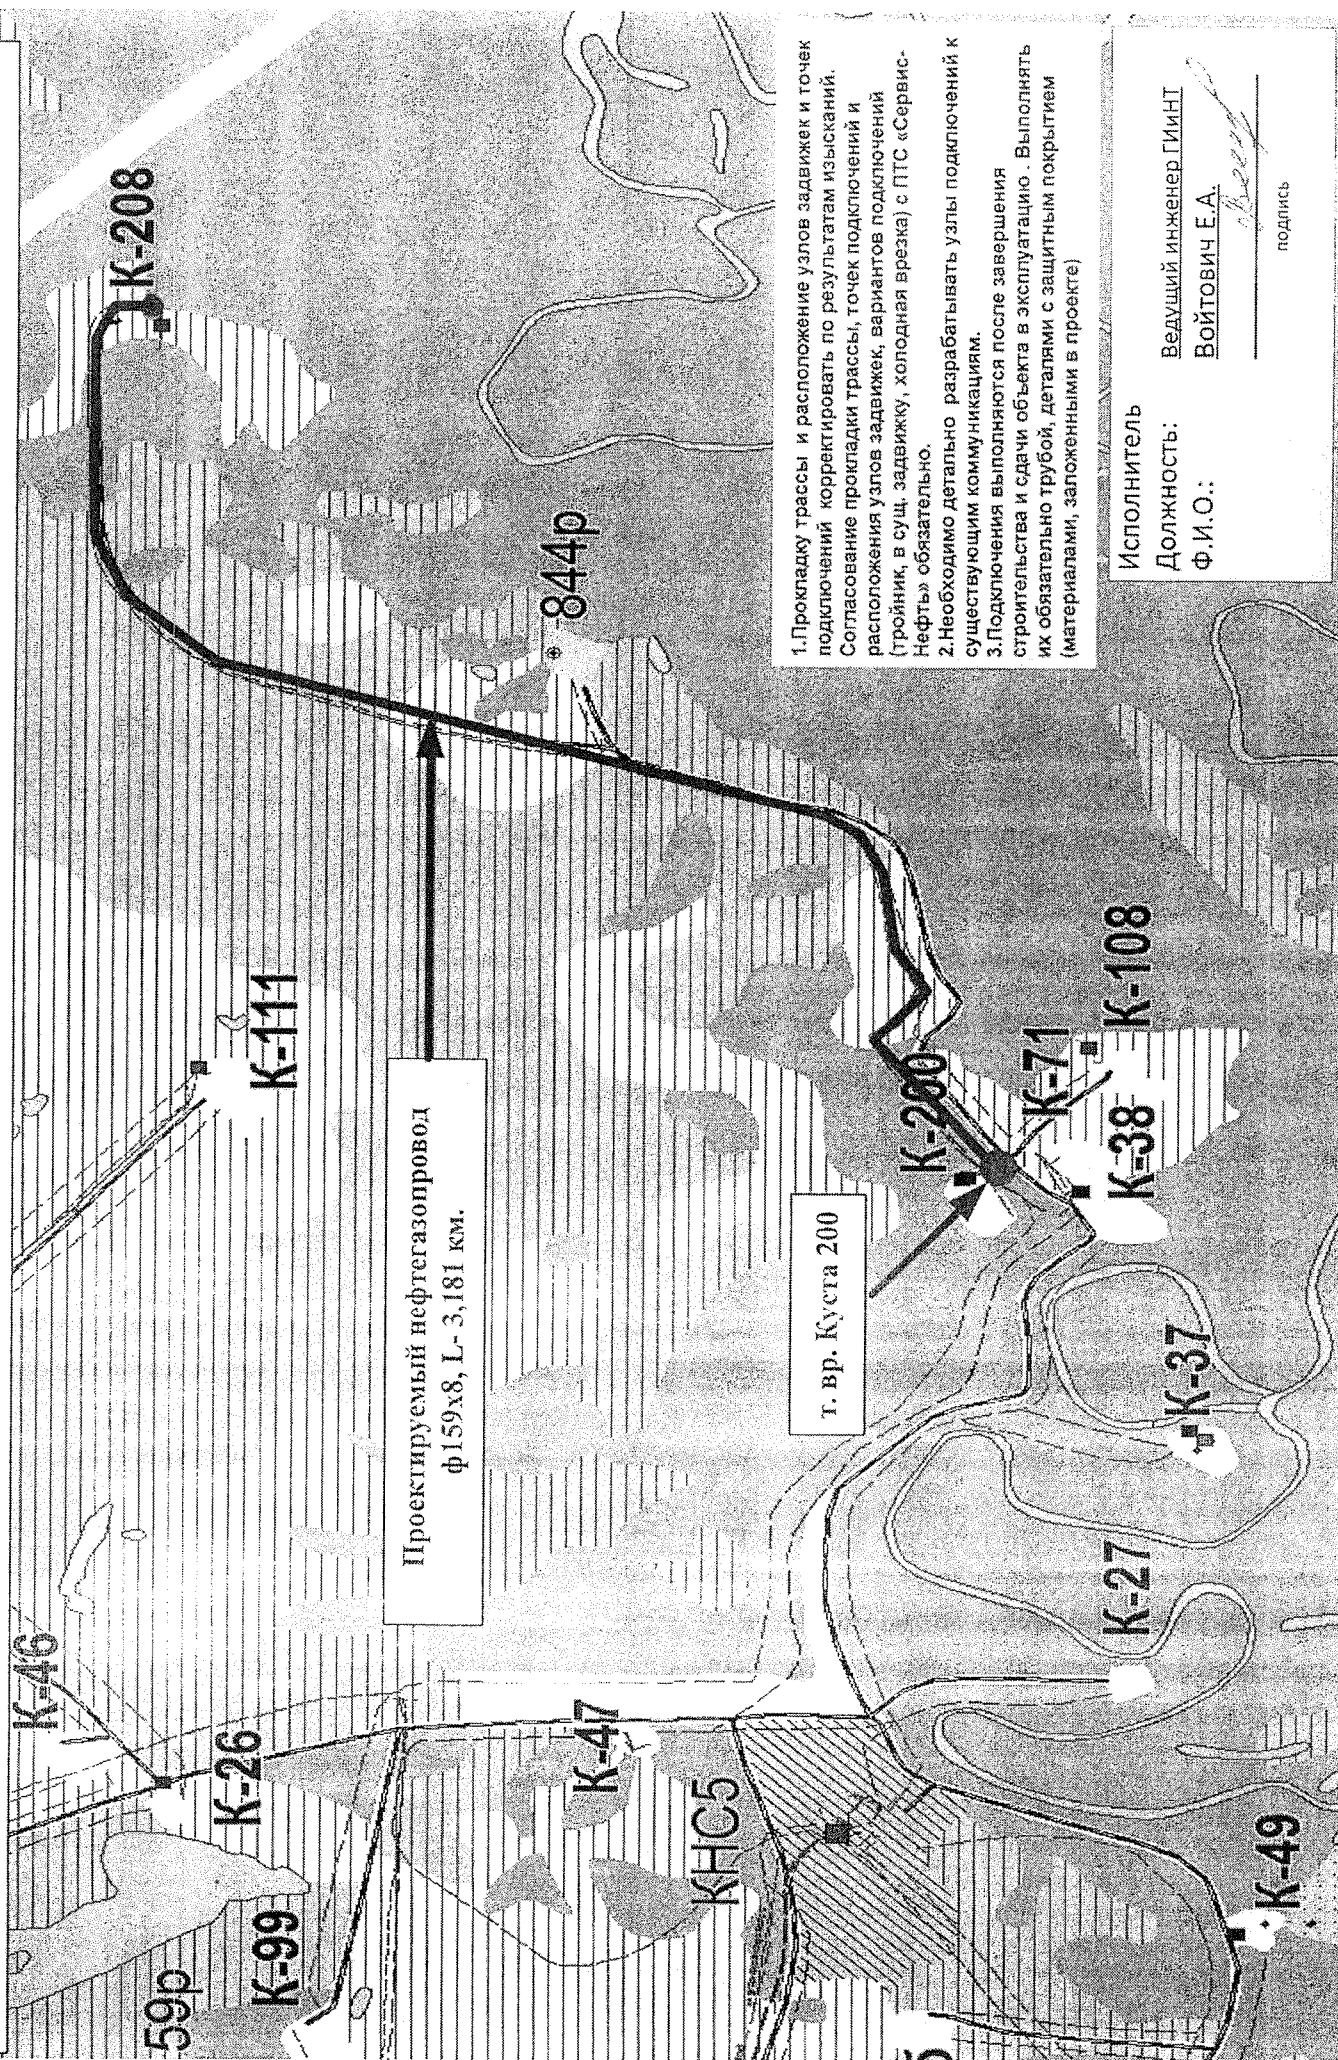 К-46
К-26
59р
К-99
К-47
КНС5
К-49
К-27
К-37
К-111
Проектируемый нефтегазопровод
ф159х8, L- 3,181 км.
т. вр. Куста 200
К-200
К-71
К-38
К-108
К-208
844р
1.Прокладку трассы и расположение узлов задвижек и точек
подключений корректировать по результатам изысканий.
Согласование прокладки трассы, точек подключений и
расположения узлов задвижек, вариантов подключений
(тройник, в сущ. задвижку, холодная врезка) с ПТС «Сервис-
Нефть» обязательно.
2.Необходимо детально разрабатывать узлы подключений к
существующим коммуникациям.
3.Подключения выполняются после завершения
строительства и сдачи объекта в эксплуатацию . Выполнять
их обязательно трубой, деталями с защитным покрытием
(материалами, заложенными в проекте)
Исполнитель
Должность: Ведущий инженер ГИиНТ
Ф.И.О.: Войтович Е.А.
подпись